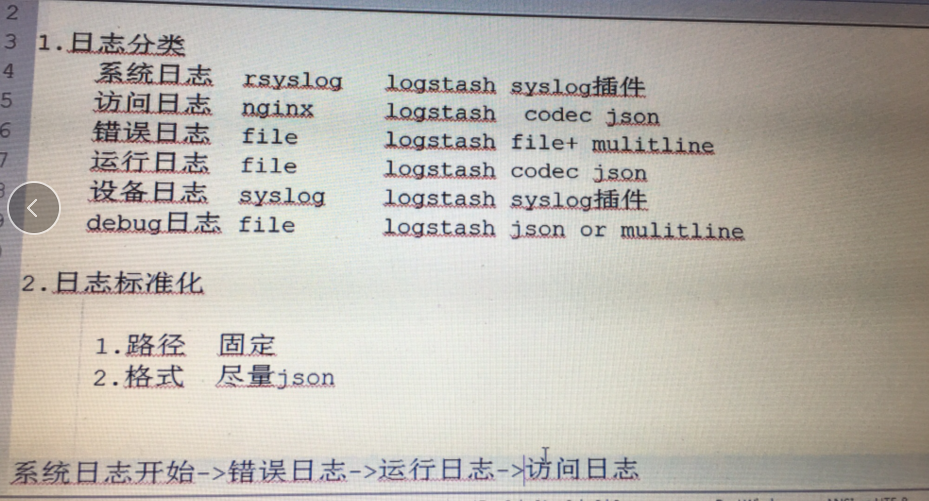 2
3 1.日志分类
4 系统日志 rsyslog logstash syslog插件
5 访问日志 nginx logstash codec json
6 错误日志 file logstash file+ mulitline
7 运行日志 file logstash codec json
设备日志 syslog logstash syslog插件
debug日志 file logstash json or mulitline
2.日志标准化
1.路径 固定
2.格式 尽量json
系统日志开始->错误日志->运行日志->访问日志